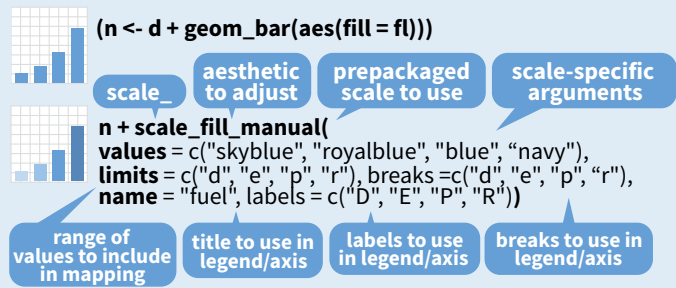 (n <- d + geom_bar(aes(fill = fl)))
scale_
aesthetic
to adjust
prepackaged
scale to use
scale-specific
arguments
n + scale_fill_manual(
values = c("skyblue", "royalblue", "blue", “navy"),
limits = c("d", "e", "p", "r"), breaks =c("d", "e", "p", “r"),
name = "fuel", labels = c("D", "E", "P", "R"))
range of
values to include
in mapping
title to use in
legend/axis
labels to use
in legend/axis
breaks to use in
legend/axis